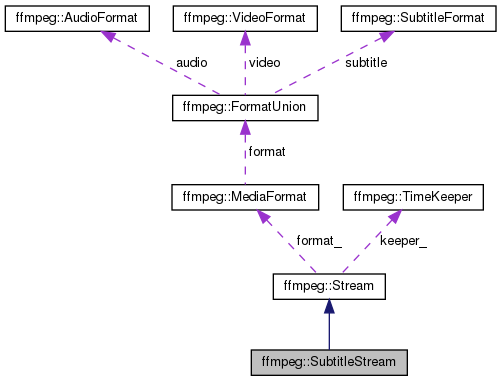 ffmpeg::AudioFormat
ffmpeg::VideoFormat
ffmpeg::SubtitleFormat
audio
video
subtitle
ffmpeg::FormatUnion
format
ffmpeg::MediaFormat
ffmpeg::TimeKeeper
format_
keeper_
ffmpeg::Stream
ffmpeg::SubtitleStream